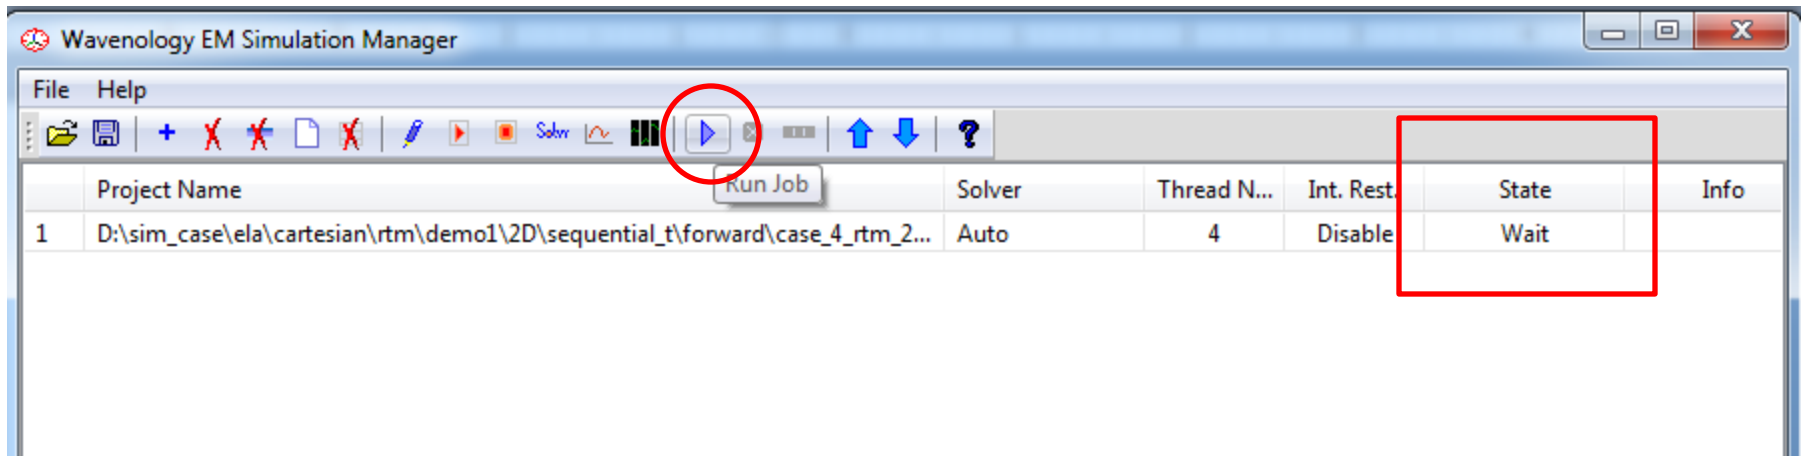 Wavenology EM Simulation Manager
File Help
Solvr
Run Job
Project Name Solver Thread N... Int. Rest. State Info
1 D:\sim_case\ela\cartesian\rtm\demo1\2D\sequential_t\forward\case_4_rtm_2... Auto 4 Disable Wait